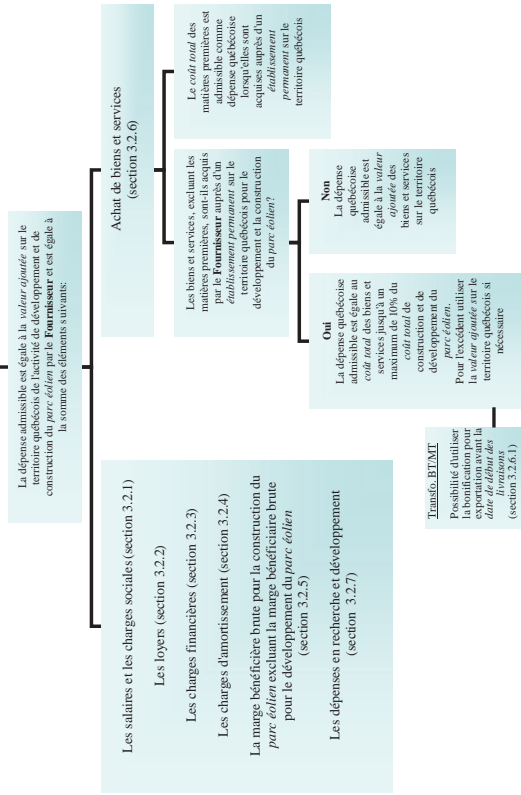 La dépense admissible est égale à la valeur ajoutée sur le
territoire québécois de l'activité de développement et de
construction du parc éolien par le Fournisseur et est égale à
la somme des éléments suivants:
Les salaires et les charges sociales (section 3.2.1)
Les loyers (section 3.2.2)
Les charges financières (section 3.2.3)
Les charges d'amortissement (section 3.2.4)
La marge bénéficière brute pour la construction du
parc éolien excluant la marge bénéficiaire brute
pour le développement du parc éolien
(section 3.2.5)
Les dépenses en recherche et développement
(section 3.2.7)
Achat de biens et services
(section 3.2.6)
Les biens et services, excluant les
matières premières, sont-ils acquis
par le Fournisseur auprès d'un
établissement permanent sur le
territoire québécois pour le
développement et la construction
du parc éolien?
Le coût total des
matières premières est
admissible comme
dépense québécoise
lorsqu'elles sont
acquises auprès d'un
établissement
permanent sur le
territoire québécois
Oui
La dépense québécoise
admissible est égale au
coût total des biens et
services jusqu'à un
maximum de 10% du
coût total de
construction et de
développement du
parc éolien.
Pour l'excédent utiliser
la valeur ajoutée sur le
territoire québécois si
nécessaire
Non
La dépense
québécoise
admissible est
égale à la valeur
ajoutée des
biens et services
sur le territoire
québécois
Transfo. BT/MT
Possibilité d'utiliser
la bonification pour
exportation avant la
date de début des
livraisons
(section 3.2.6.1)